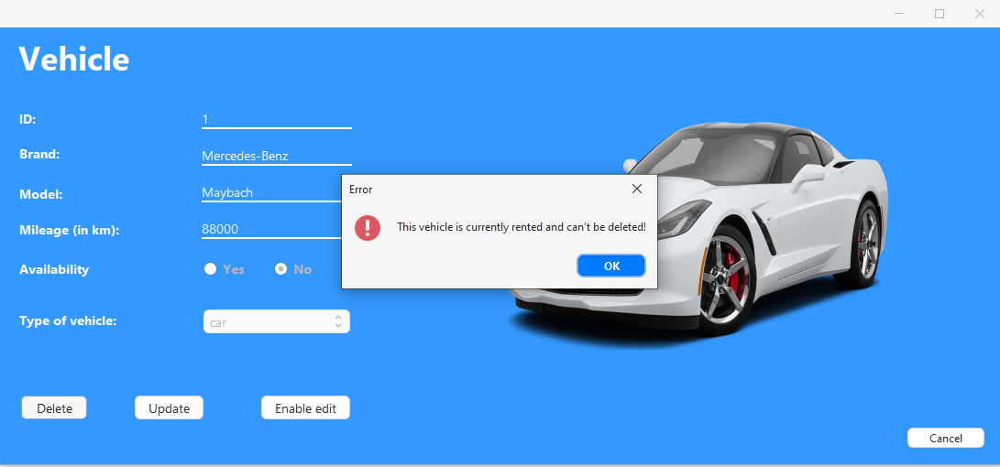 Vehicle
ID:
1
Brand:
Mercedes-Benz
Model:
Maybach
Mileage (in km):
88000
Availability
Yes
No
Type of vehicle:
car
Error
This vehicle is currently rented and can't be deleted!
OK
Delete
Update
Enable edit
Cancel